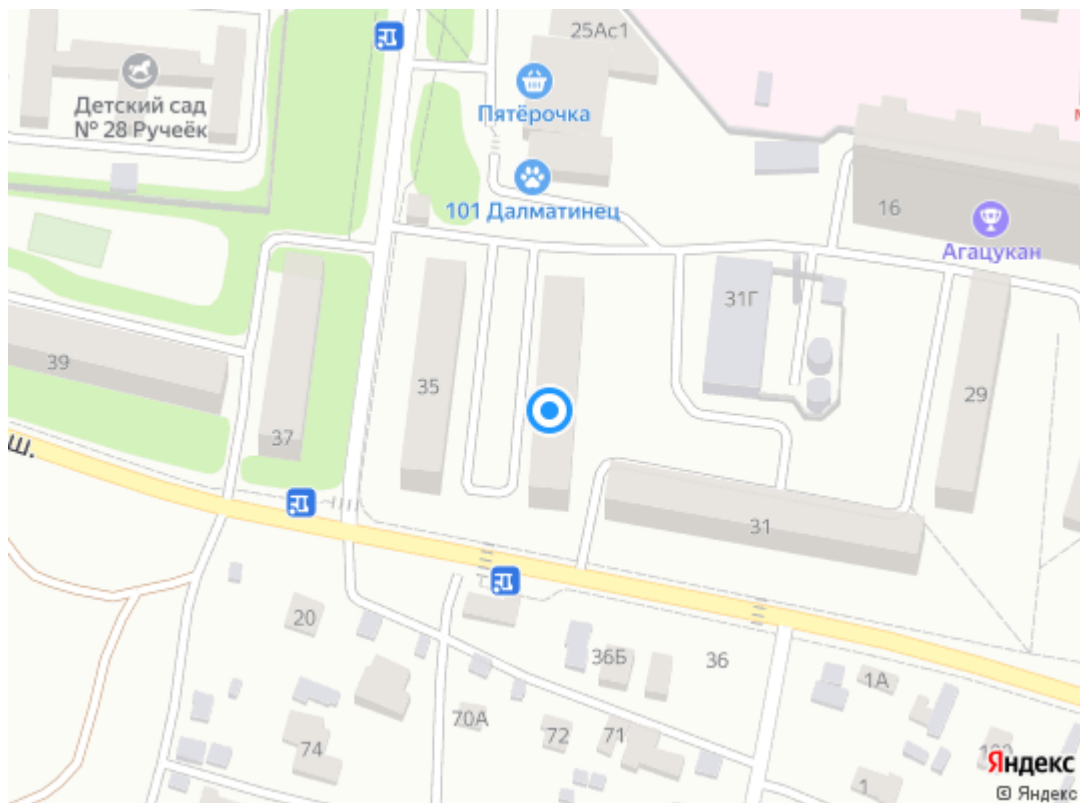 25Ас1
Детский сад
№ 28 Ручеёк
Пятёрочка
101 Далматинец
16
Агацукан
31Г
39
35
29
37
ш.
31
20
36Б
36
1А
70А
72
71
74
1
Яндекс
© Яндекс